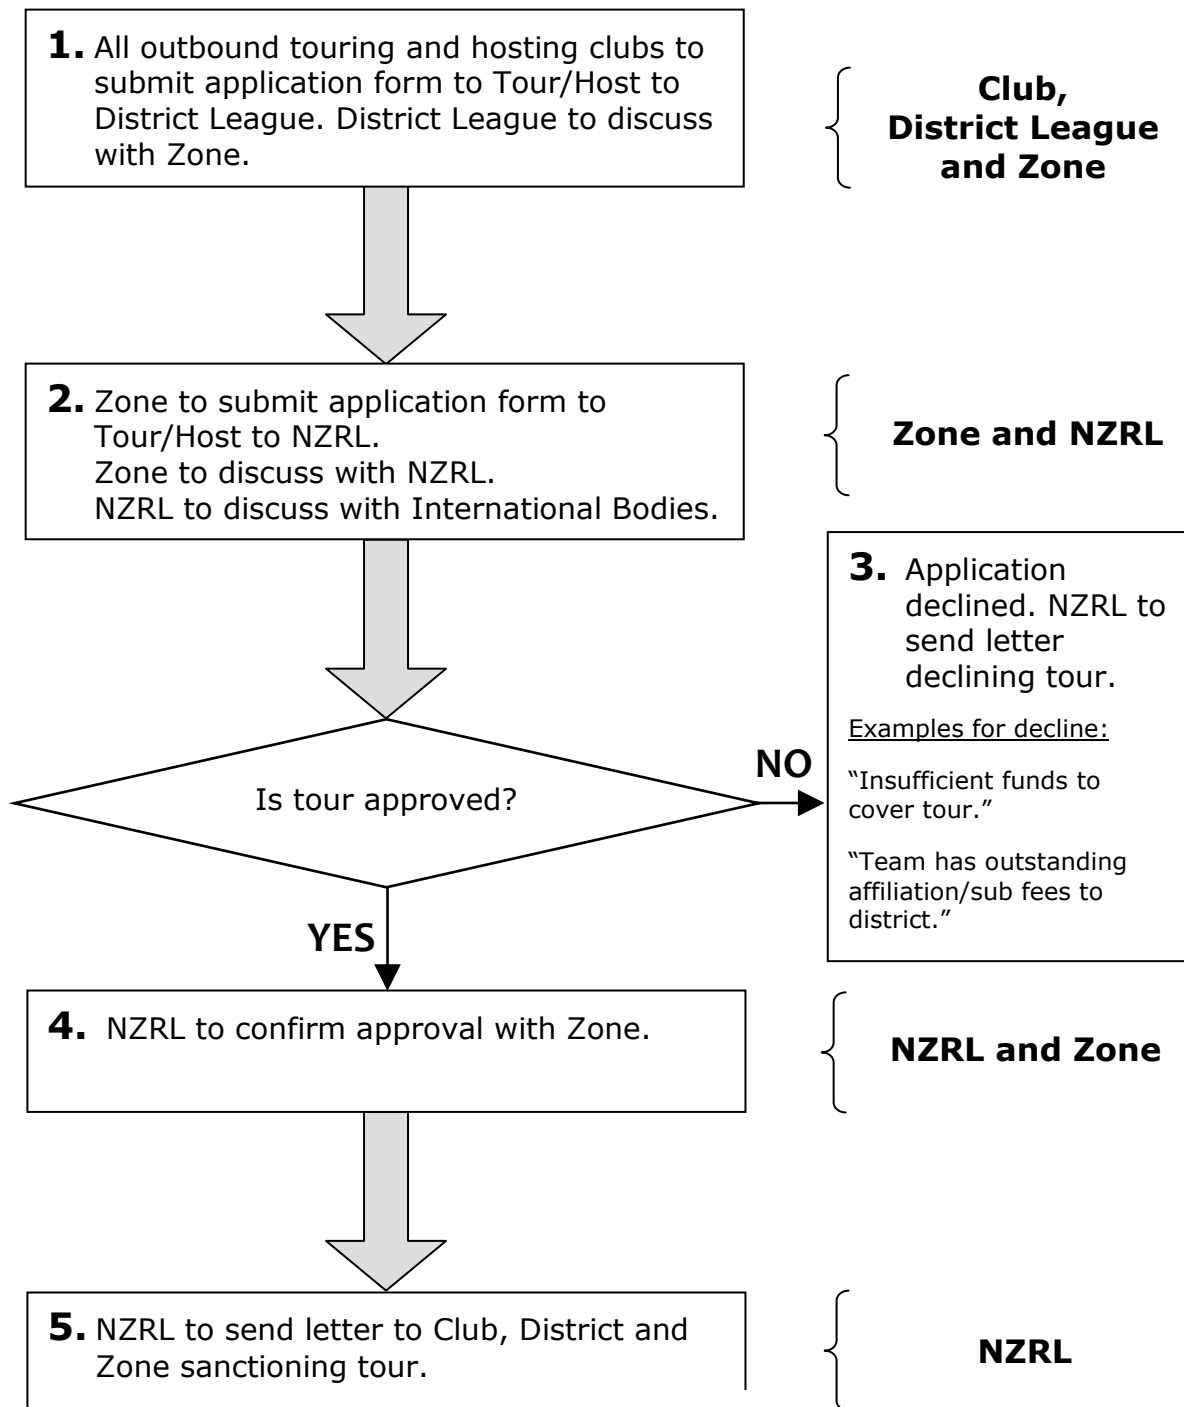 1. All outbound touring and hosting clubs to
submit application form to Tour/Host to
District League. District League to discuss
with Zone.
Club,
District League
and Zone
2. Zone to submit application form to
Tour/Host to NZRL.
Zone to discuss with NZRL.
NZRL to discuss with International Bodies.
Zone and NZRL
3. Application
declined. NZRL to
send letter
declining tour.
Examples for decline:
“Insufficient funds to
cover tour.”
“Team has outstanding
affiliation/sub fees to
district.”
Is tour approved?
NO
YES
4. NZRL to confirm approval with Zone.
NZRL and Zone
5. NZRL to send letter to Club, District and
Zone sanctioning tour.
NZRL